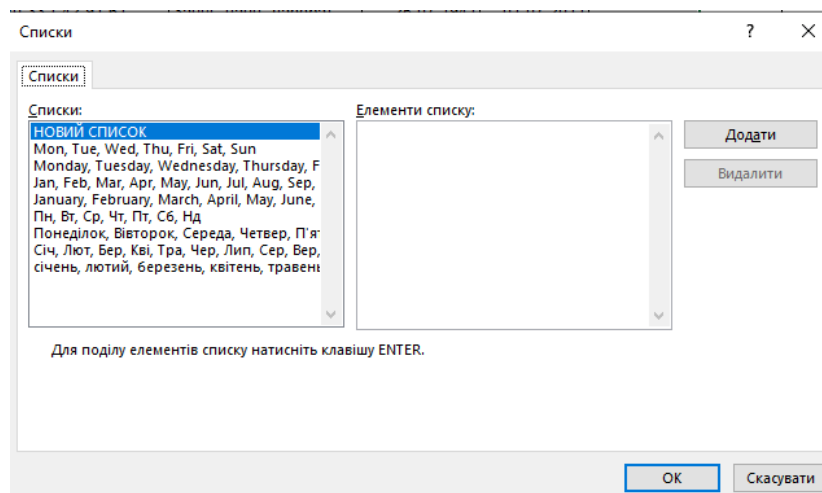 Списки
?
Списки
Списки:
НОВИЙ СПИСОК
Mon, Tue, Wed, Thu, Fri, Sat, Sun
Monday, Tuesday, Wednesday, Thursday, F
Jan, Feb, Mar, Apr, May, Jun, Jul, Aug, Sep,
January, February, March, April, May, June,
Пн, Вт, Ср, Чт, Пт, Сб, Нд
Понеділок, Вівторок, Середа, Четвер, П'ят
Січ, Лют, Бер, Кві, Тра, Чер, Лип, Сер, Вер,
січень, лютий, березень, квітень, травень
Елементи списку:
Додати
Видалити
Для поділу елементів списку натисніть клавішу ENTER.
ОК
Скасувати